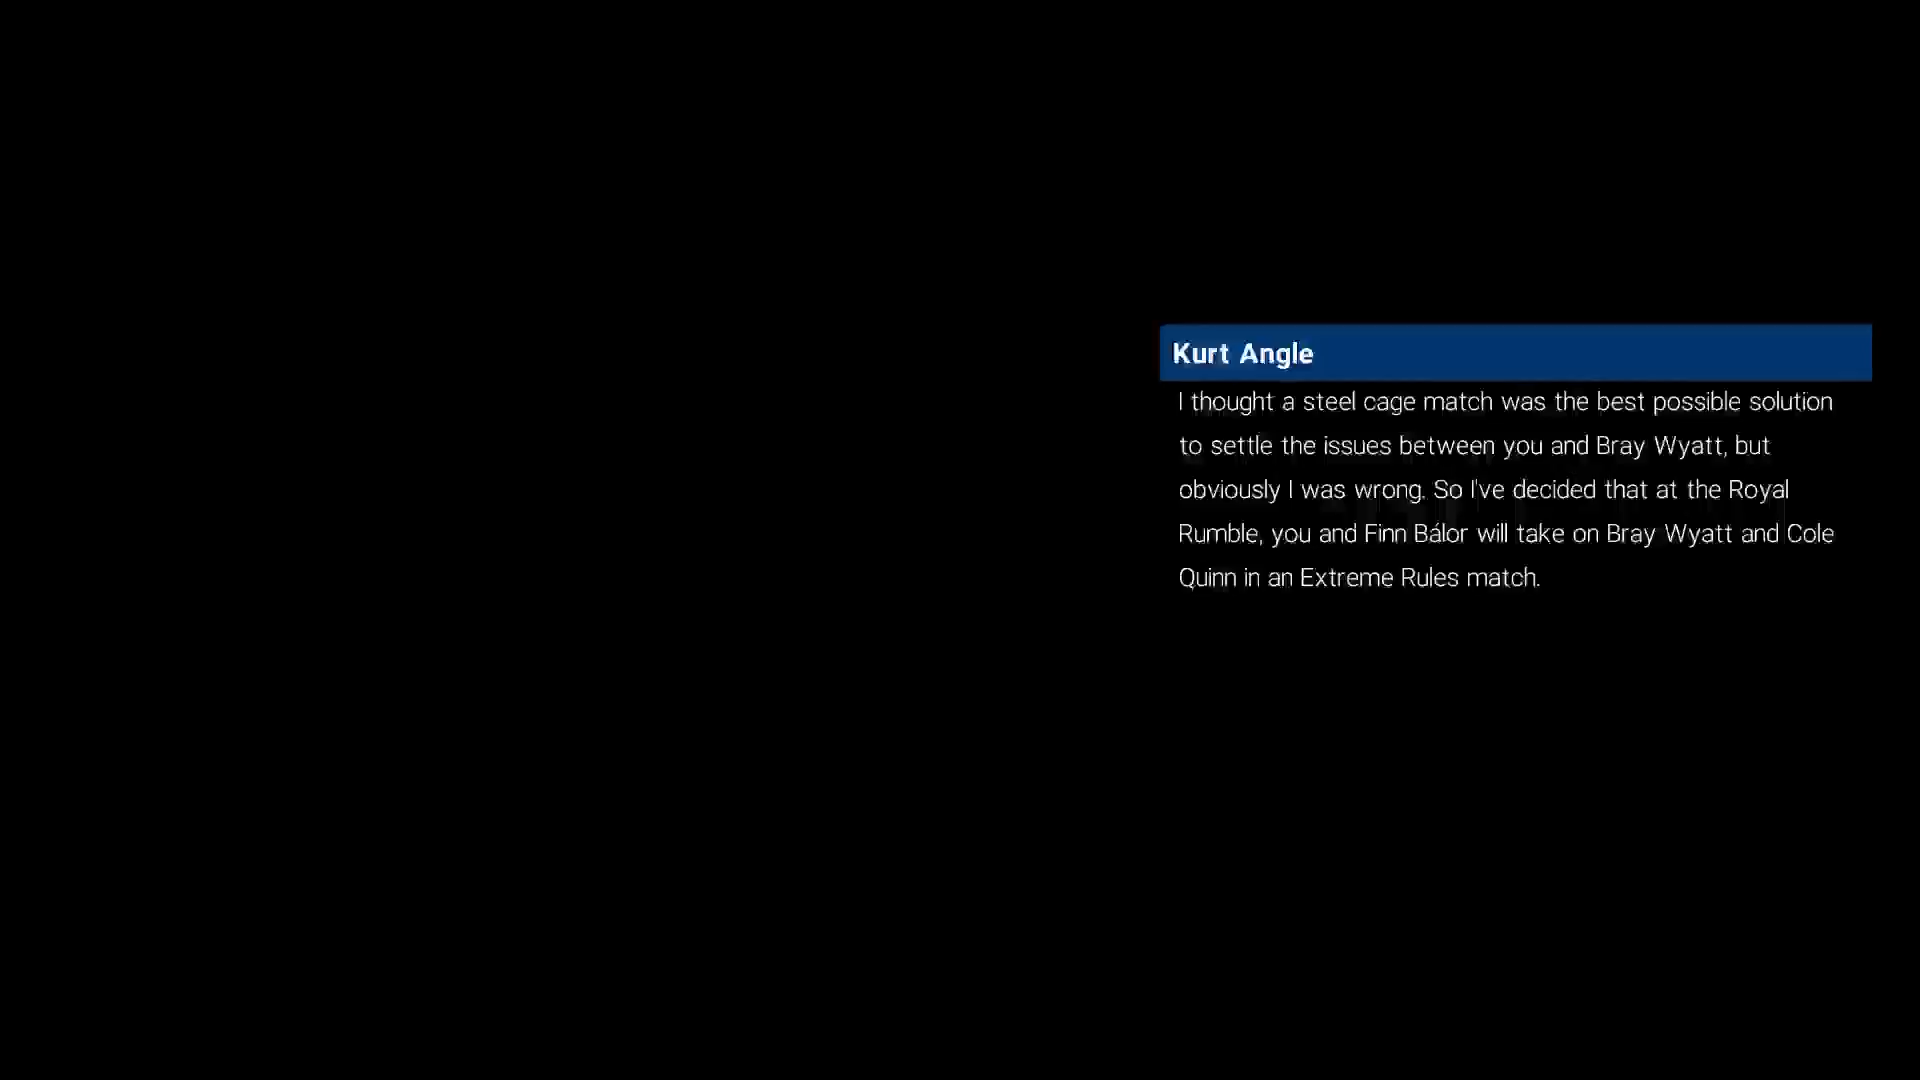 Kurt Angle
I thought a steel cage match was the best possible solution
to settle the issues between you and Bray Wyatt, but
obviously I was wrong. So I've decided that at the Royal
Rumble, you and Finn Bálor will take on Bray Wyatt and Cole
Quinn in an Extreme Rules match.